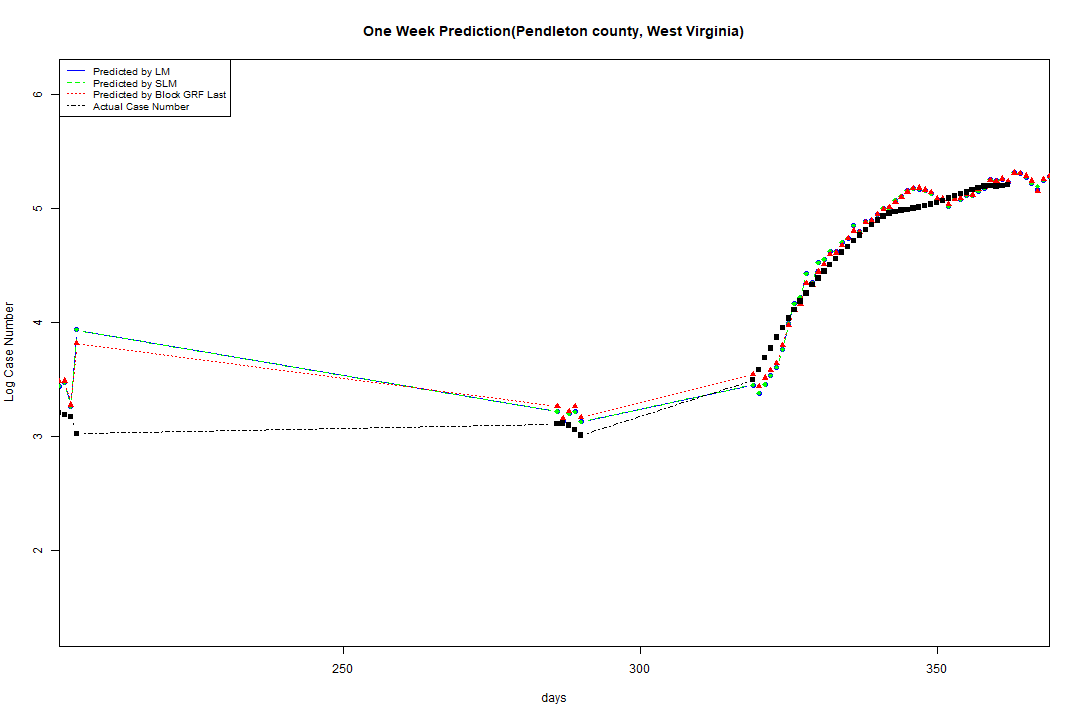 One Week Prediction(Pendleton county, West Virginia)
Predicted by LM
Predicted by SLM
Predicted by Block GRF Last
Actual Case Number
6
5
4
3
2
Log Case Number
250 300 350
days